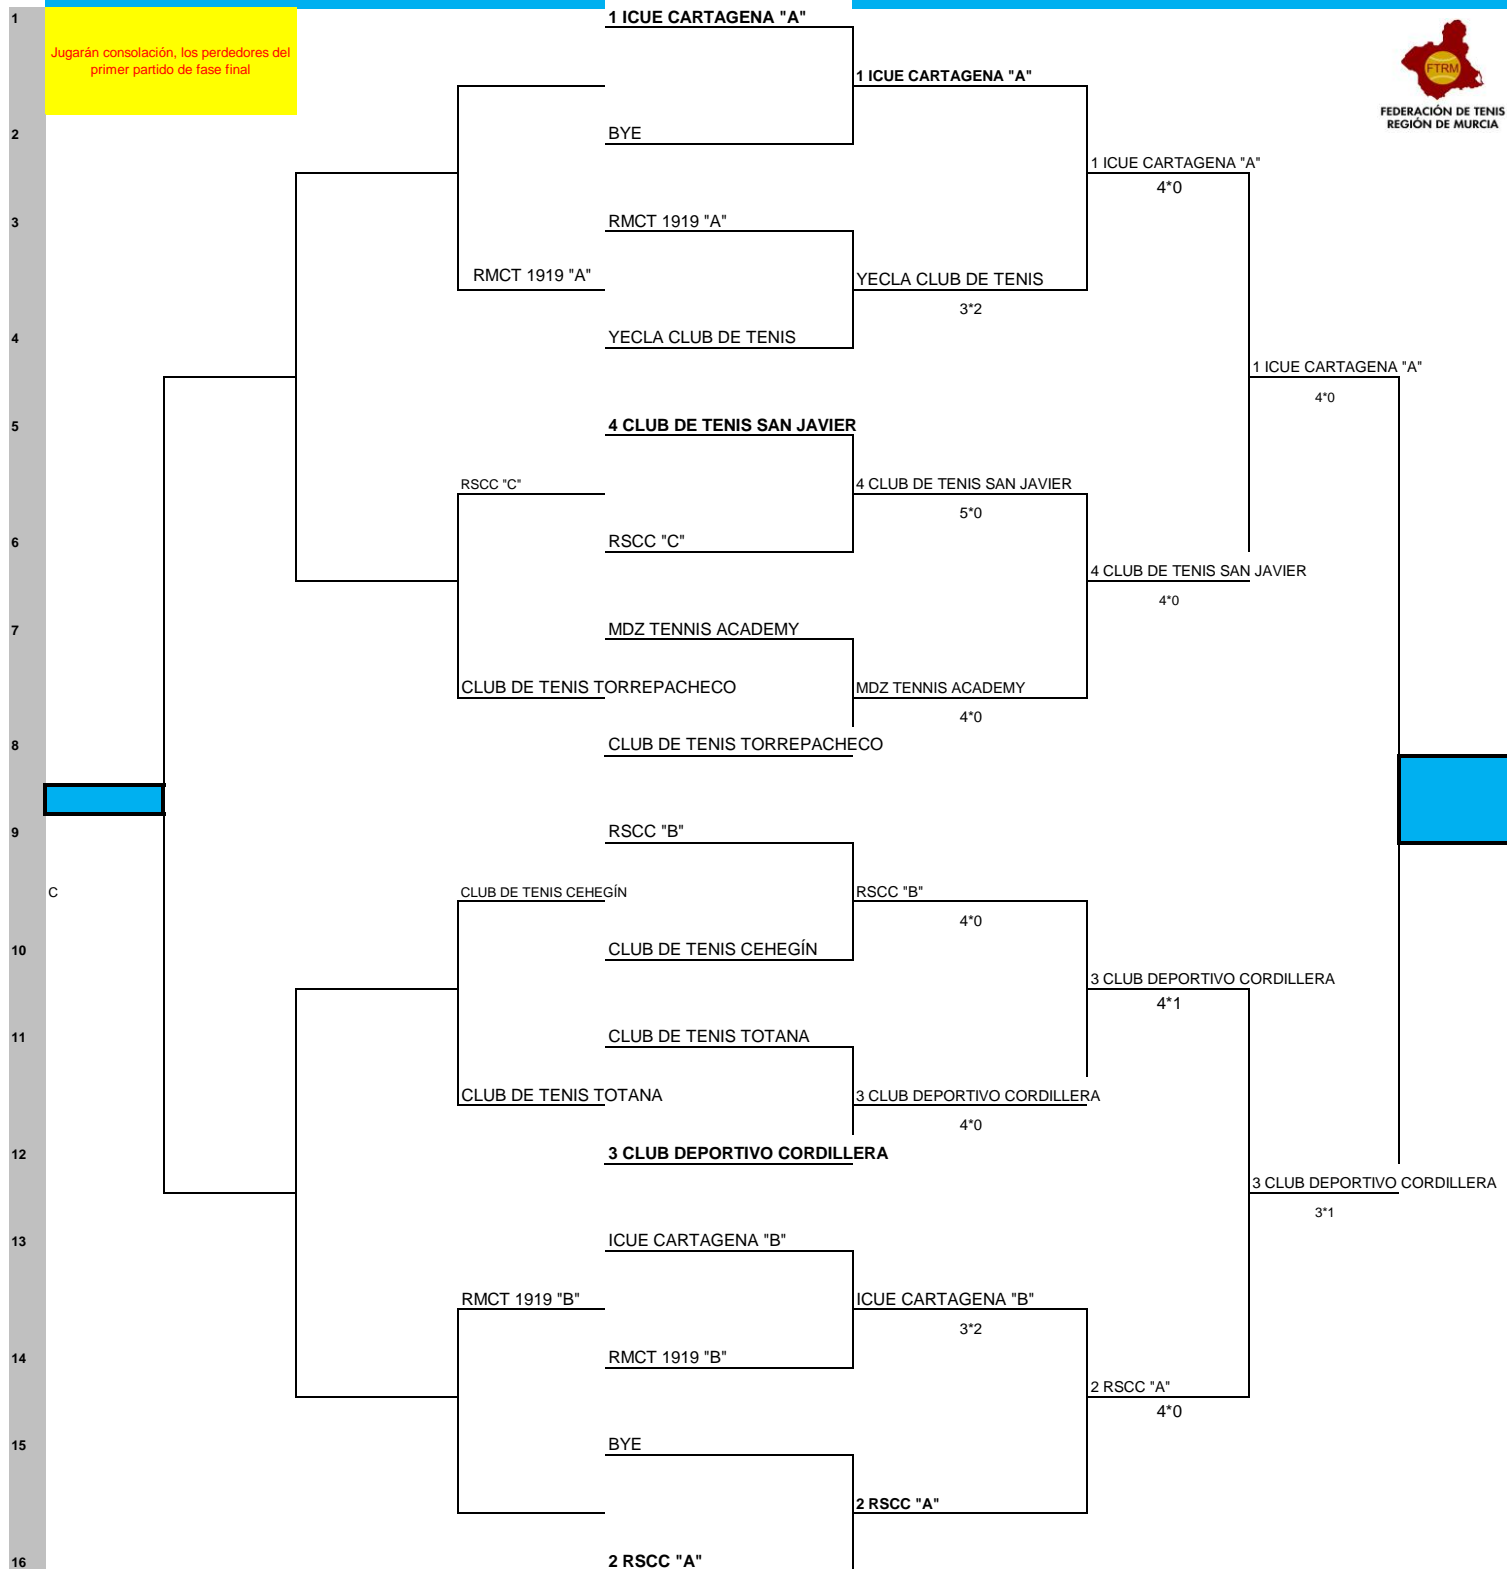 1
1 ICUE CARTAGENA "A"
Jugarán consolación, los perdedores del
primer partido de fase final
FTRM
FEDERACIÓN DE TENIS
REGIÓN DE MURCIA
1 ICUE CARTAGENA "A"
2
BYE
1 ICUE CARTAGENA "A"
4*0
3
RMCT 1919 "A"
RMCT 1919 "A"
YECLA CLUB DE TENIS
3*2
4
YECLA CLUB DE TENIS
1 ICUE CARTAGENA "A"
4*0
5
4 CLUB DE TENIS SAN JAVIER
RSCC "C"
4 CLUB DE TENIS SAN JAVIER
5*0
6
RSCC "C"
4 CLUB DE TENIS SAN JAVIER
4*0
7
MDZ TENNIS ACADEMY
CLUB DE TENIS TORREPACHECO
MDZ TENNIS ACADEMY
4*0
8
CLUB DE TENIS TORREPACHECO
9
RSCC "B"
C
CLUB DE TENIS CEHEGÍN
RSCC "B"
4*0
10
CLUB DE TENIS CEHEGÍN
3 CLUB DEPORTIVO CORDILLERA
4*1
11
CLUB DE TENIS TOTANA
CLUB DE TENIS TOTANA
3 CLUB DEPORTIVO CORDILLERA
4*0
12
3 CLUB DEPORTIVO CORDILLERA
3 CLUB DEPORTIVO CORDILLERA
3*1
13
ICUE CARTAGENA "B"
RMCT 1919 "B"
ICUE CARTAGENA "B"
3*2
14
RMCT 1919 "B"
2 RSCC "A"
4*0
15
BYE
2 RSCC "A"
16
2 RSCC "A"